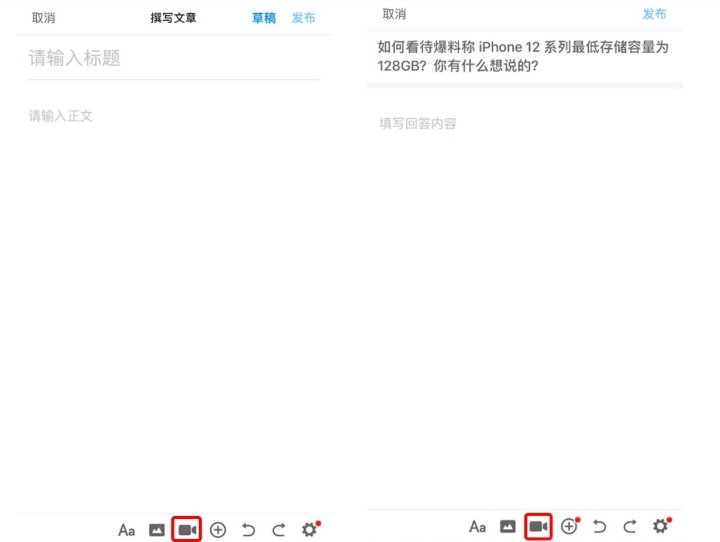 取消 撰写文章 草稿 发布
请输入标题
请输入正文
Aa
取消 发布
如何看待爆料称 iPhone 12 系列最低存储容量为
128GB？你有什么想说的?
填写回答内容
Aa